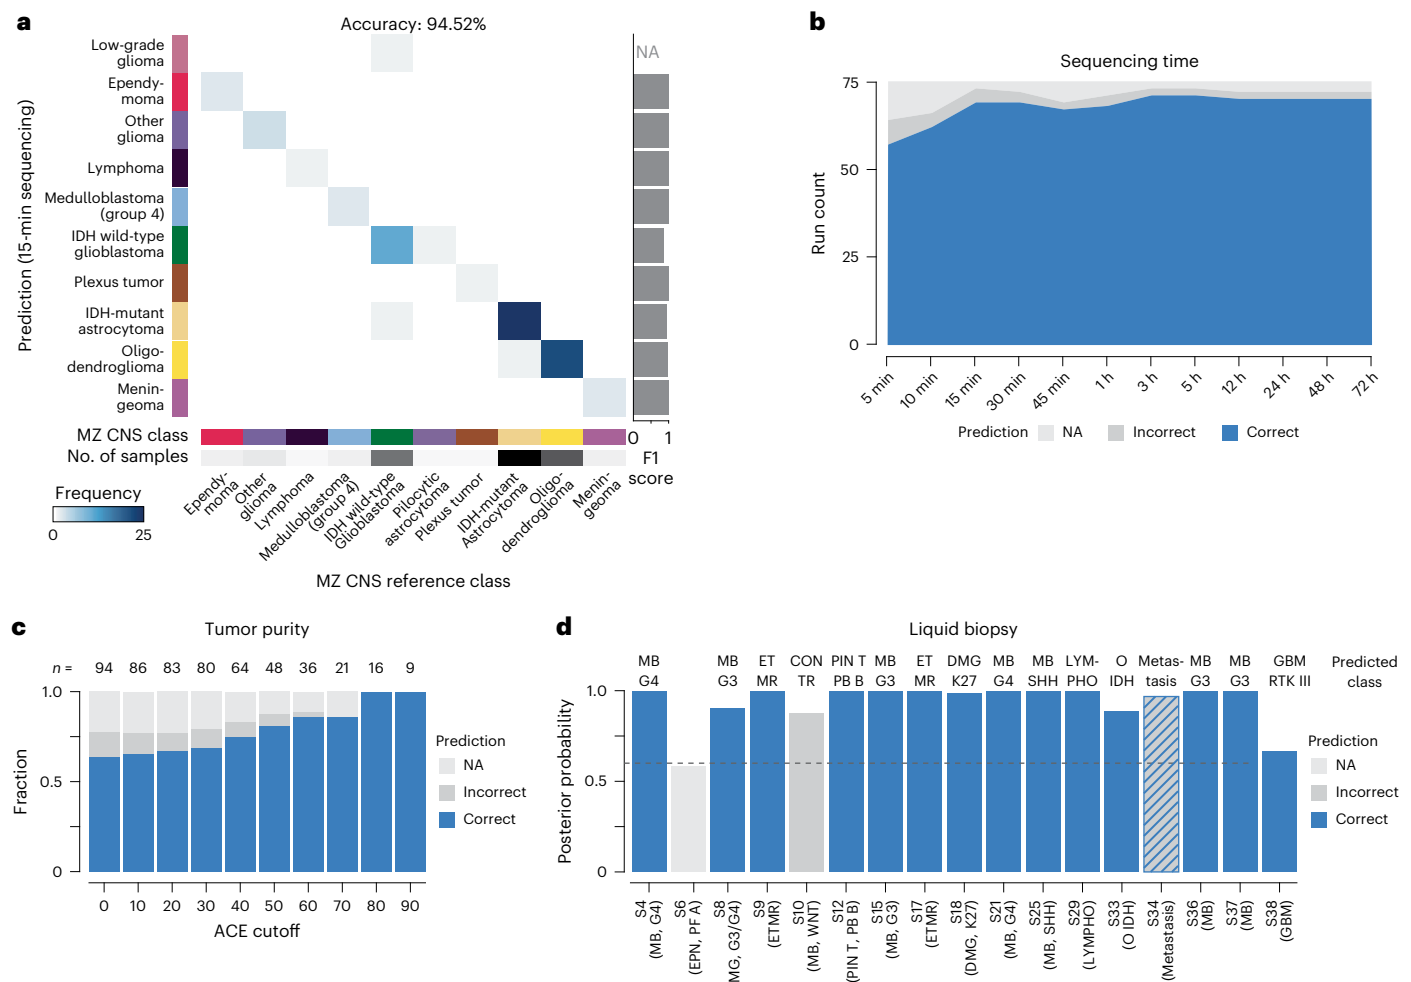 a
Accuracy: 94.52%
Prediction (15-min sequencing)
Low-grade
glioma
Ependy-
moma
Other
glioma
Lymphoma
Medulloblastoma
(group 4)
IDH wild-type
glioblastoma
Plexus tumor
IDH-mutant
astrocytoma
Oligo-
dendroglioma
Menin-
geoma
NA
MZ CNS class
No. of samples
0 1
F1
score
Frequency
0 25
Ependy-
moma
Other
glioma
Lymphoma
Medulloblastoma
(group 4)
IDH wild-type
Glioblastoma
Pilocytic
astrocytoma
Plexus tumor
IDH-mutant
Astrocytoma
Oligo-
dendroglioma
Menin-
geoma
MZ CNS reference class
b
Sequencing time
Run count
75
50
25
0
5 min
10 min
15 min
30 min
45 min
1 h
3 h
5 h
12 h
24 h
48 h
72 h
Prediction NA Incorrect Correct
c
Tumor purity
n = 94 86 83 80 64 48 36 21 16 9
Fraction
1.0
0.5
0
0 10 20 30 40 50 60 70 80 90
ACE cutoff
Prediction
NA
Incorrect
Correct
d
Liquid biopsy
MB
G4
MB
G3
ET
MR
CON
TR
PIN T
PB B
MB
G3
ET
MR
DMG
K27
MB
G4
MB
SHH
LYM-
PHO
O
IDH
Metas-
tasis
MB
G3
MB
G3
GBM
RTK III
Predicted
class
Posterior probability
1.0
0.5
0
S4
(MB, G4)
S6
(EPN, PF A)
S8
MG, G3/G4)
S9
(ETMR)
S10
(MB, WNT)
S12
(PIN T, PB B)
S15
(MB, G3)
S17
(ETMR)
S18
(DMG, K27)
S21
(MB, G4)
S25
(MB, SHH)
S29
(LYMPHO)
S33
(O IDH)
S34
(Metastasis)
S36
(MB)
S37
(MB)
S38
(GBM)
Prediction
NA
Incorrect
Correct